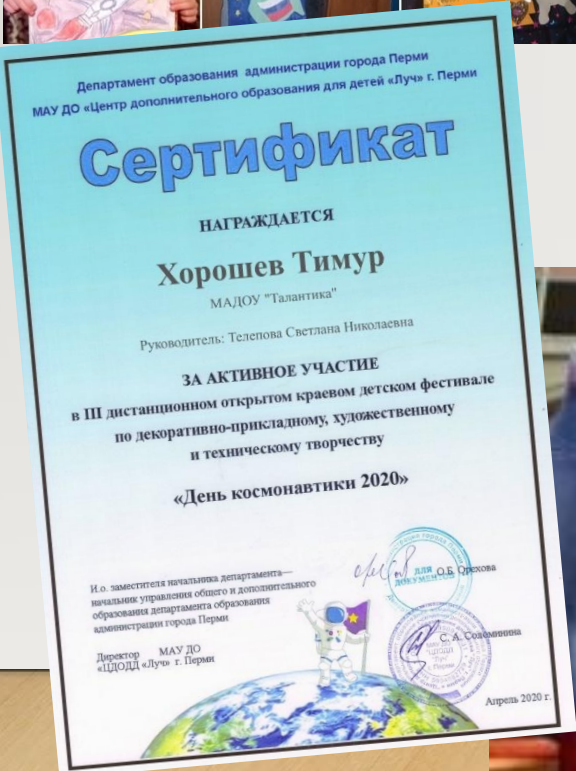 Департамент образования администрации города Перми
МАУ ДО «Центр дополнительного образования для детей «Луч» г. Перми
Сертификат
НАГРАЖДАЕТСЯ
Хорошев Тимур
МАДОУ "Талантика"
Руководитель: Телепова Светлана Николаевна
ЗА АКТИВНОЕ УЧАСТИЕ
в III дистанционном открытом краевом детском фестивале
по декоративно-прикладному, художественному
и техническому творчеству
«День космонавтики 2020»
И.о. заместителя начальника департамента—
начальник управления общего и дополнительного
образования департамента образования
администрации города Перми
ДЛЯ
ДОКУМЕНТОВ
О.Б. Орехова
Директор МАУ ДО
«ЦДОДД «Луч» г. Перми
С. А. Солдоминина
Апрель 2020 г.